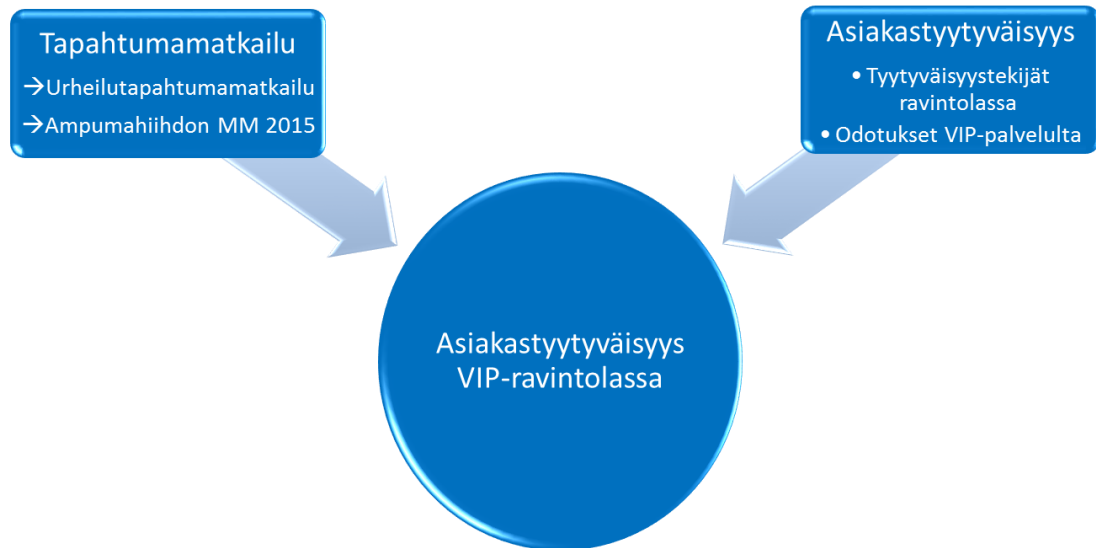 Tapahtumamatkailu
→Urheilutapahtumamatkailu
→Ampumahiihdon MM 2015
Asiakastyytyväisyys
• Tyytyväisyystekijät
ravintolassa
• Odotukset VIP-palvelulta
Asiakastyytyväisyys
VIP-ravintolassa